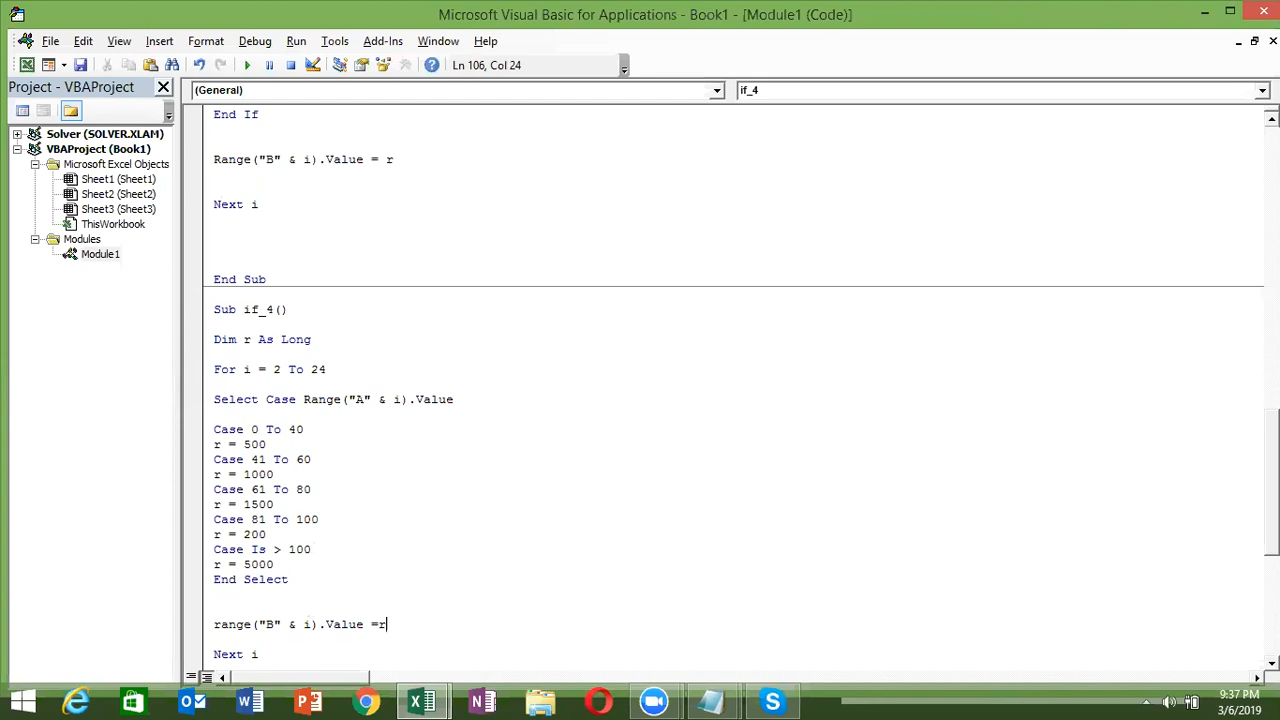 Microsoft Visual Basic for Applications - Book1 - [Module1 (Code)]
File Edit View Insert Format Debug Run Tools Add-Ins Window Help
Ln 106, Col 24
Project - VBAProject
(General)
if_4
Solver (SOLVER.XLAM)
VBAProject (Book1)
Microsoft Excel Objects
Sheet1 (Sheet1)
Sheet2 (Sheet2)
Sheet3 (Sheet3)
ThisWorkbook
Modules
Module1
End If
Range("B" & i).Value = r
Next i
End Sub
Sub if_4()
Dim r As Long
For i = 2 To 24
Select Case Range("A" & i).Value
Case 0 To 40
r = 500
Case 41 To 60
r = 1000
Case 61 To 80
r = 1500
Case 81 To 100
r = 200
Case Is > 100
r = 5000
End Select
range("B" & i).Value =r
Next i
9:37 PM
3/6/2019